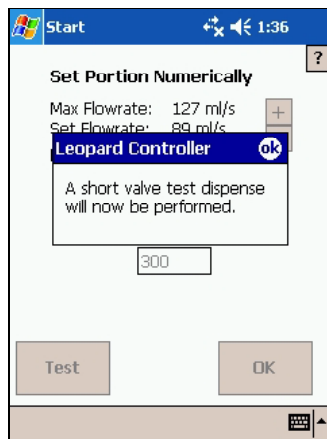 Start 1:36
?
Set Portion Numerically
Max Flowrate: 127 ml/s +
Set Flowrate: 89 ml/s
Leopard Controller ok
A short valve test dispense
will now be performed.
300
Test OK